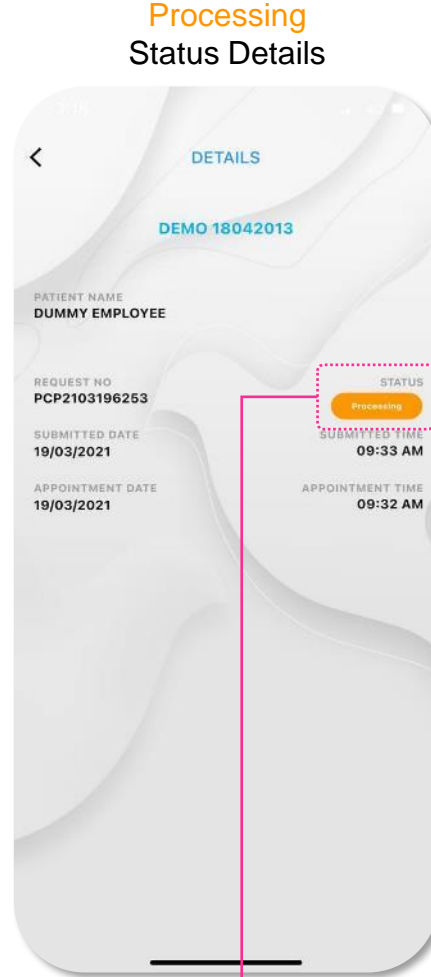 Processing
Status Details
DETAILS
DEMO 18042013
PATIENT NAME
DUMMY EMPLOYEE
REQUEST NO STATUS
PCP2103196253 Processing
SUBMITTED DATE SUBMITTED TIME
19/03/2021 09:33 AM
APPOINTMENT DATE APPOINTMENT TIME
19/03/2021 09:32 AM